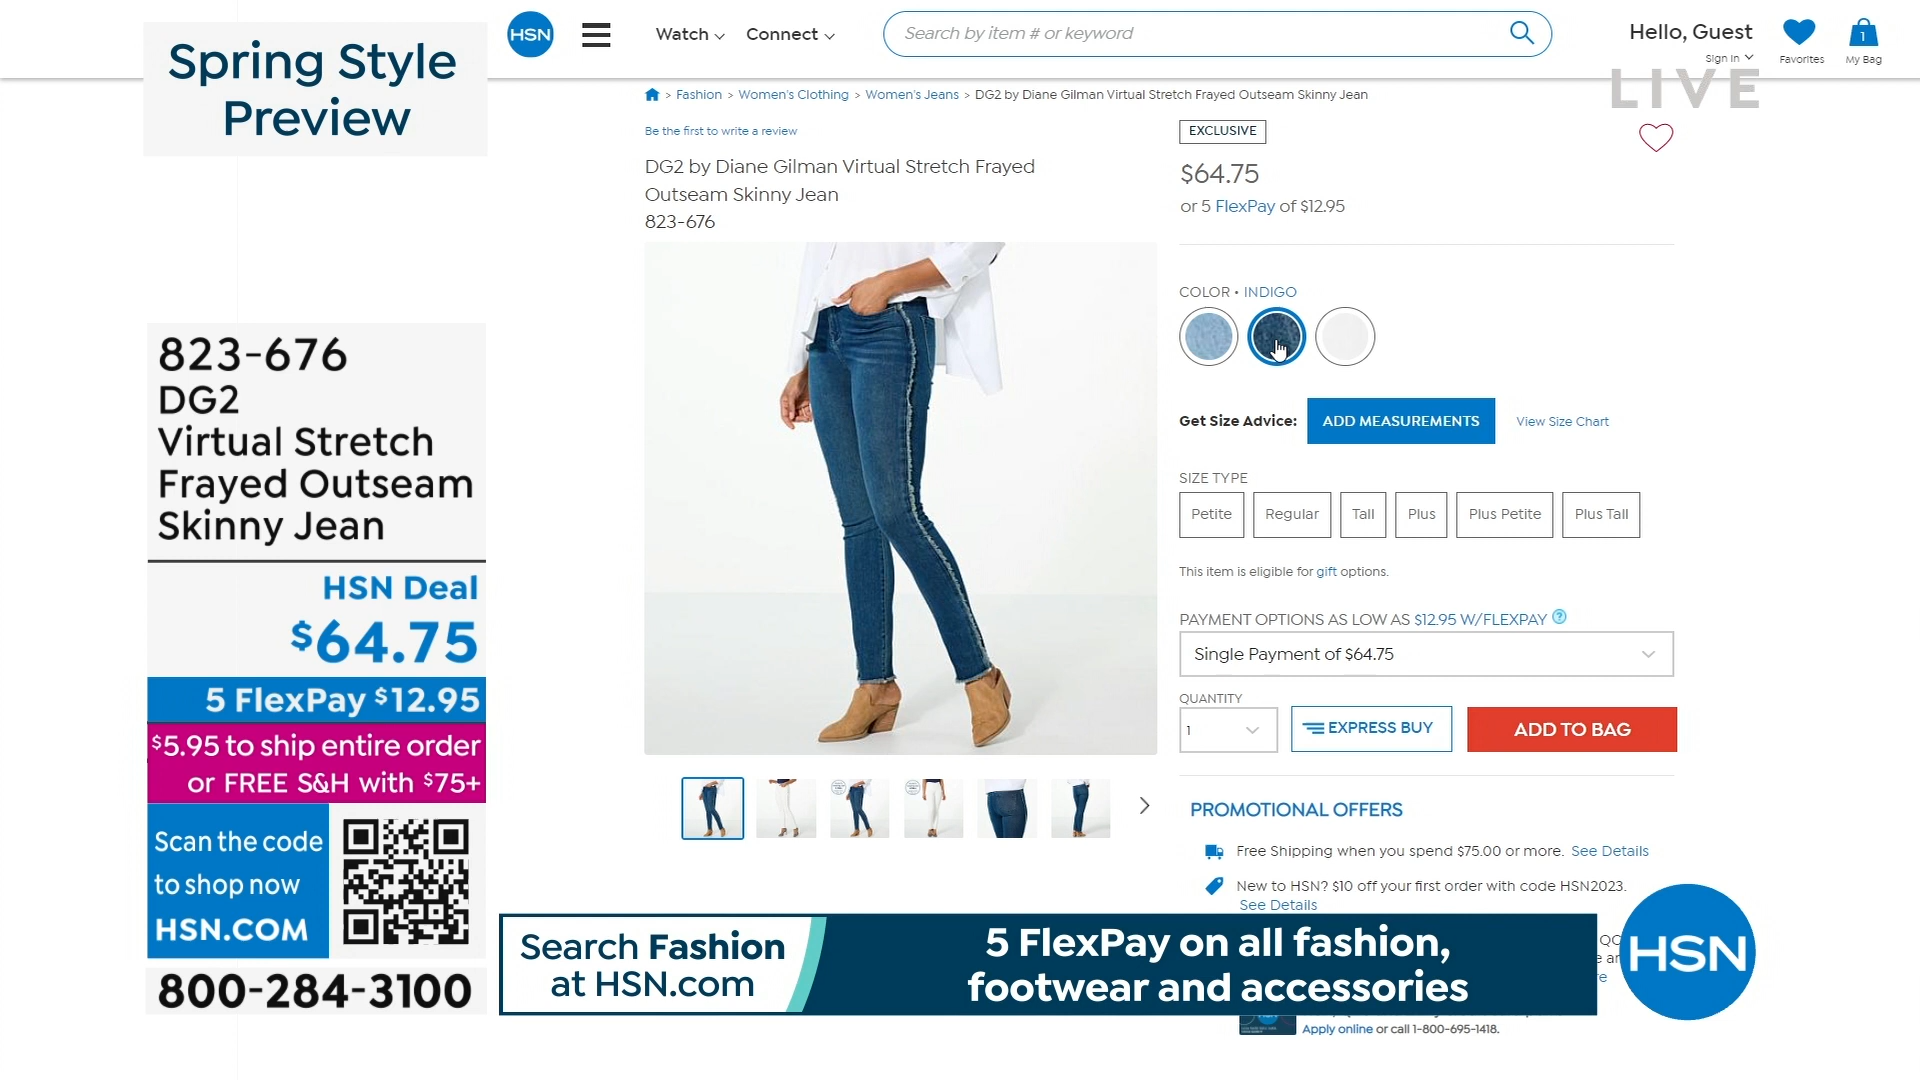 Spring Style
Preview
HSN
Watch
Connect
Search by item # or keyword
Hello, Guest
Sign In
Favorites
1
My Bag
LIVE
> Fashion > Women's Clothing > Women's Jeans > DG2 by Diane Gilman Virtual Stretch Frayed Outseam Skinny Jean
Be the first to write a review
DG2 by Diane Gilman Virtual Stretch Frayed
Outseam Skinny Jean
823-676
EXCLUSIVE
$64.75
or 5 FlexPay of $12.95
COLOR • INDIGO
Get Size Advice:
ADD MEASUREMENTS
View Size Chart
SIZE TYPE
Petite
Regular
Tall
Plus
Plus Petite
Plus Tall
This item is eligible for gift options.
PAYMENT OPTIONS AS LOW AS $12.95 W/FLEXPAY ?
Single Payment of $64.75
QUANTITY
1
EXPRESS BUY
ADD TO BAG
PROMOTIONAL OFFERS
Free Shipping when you spend $75.00 or more. See Details
New to HSN? $10 off your first order with code HSN2023.
See Details
Apply online or call 1-800-695-1418.
823-676
DG2
Virtual Stretch
Frayed Outseam
Skinny Jean
HSN Deal
$64.75
5 FlexPay $12.95
$5.95 to ship entire order
or FREE S&H with $75+
Scan the code
to shop now
HSN.COM
800-284-3100
Search Fashion
at HSN.com
5 FlexPay on all fashion,
footwear and accessories
HSN